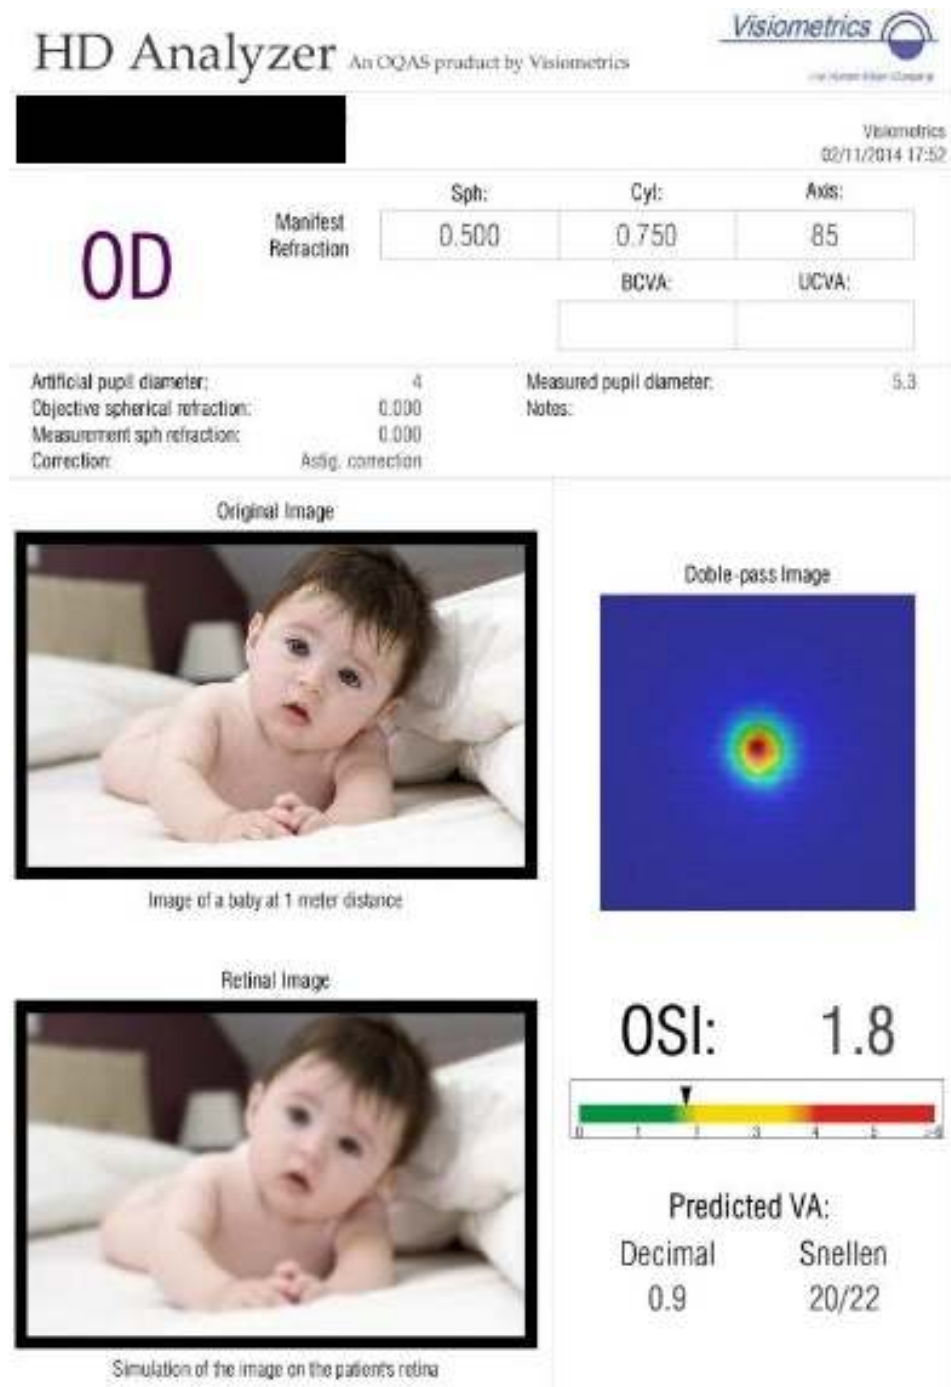 HD Analyzer An OQAS product by Visiometrics
Visiometrics
Visiometrics
02/11/2014 17:52
OD
Manifest Refraction
Sph: Cyl: Axis:
0.500 0.750 85
BCVA: UCVA:
Artificial pupil diameter: 4
Objective spherical refraction: 0.000
Measurement sph refraction: 0.000
Correction: Astig. correction
Measured pupil diameter: 5.3
Notes:
Original Image
Image of a baby at 1 meter distance
Retinal Image
Simulation of the image on the patient's retina
Doble-pass Image
OSI: 1.8
0 1 2 3 4 5
Predicted VA:
Decimal Snellen
0.9 20/22